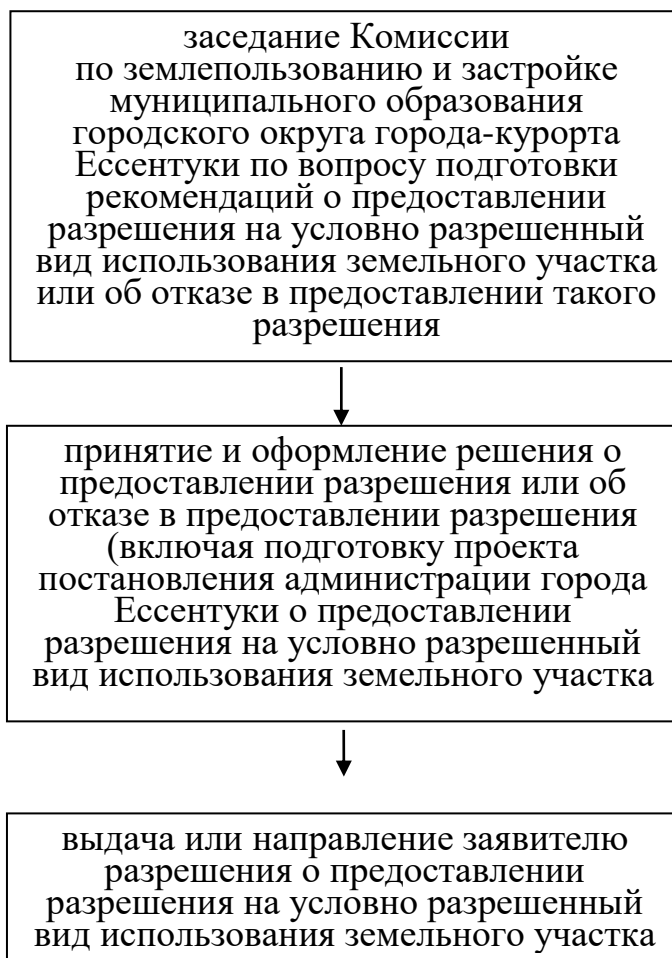 заседание Комиссии
по землепользованию и застройке
муниципального образования
городского округа города-курорта
Ессентуки по вопросу подготовки
рекомендаций о предоставлении
разрешения на условно разрешенный
вид использования земельного участка
или об отказе в предоставлении такого
разрешения
принятие и оформление решения о
предоставлении разрешения или об
отказе в предоставлении разрешения
(включая подготовку проекта
постановления администрации города
Ессентуки о предоставлении
разрешения на условно разрешенный
вид использования земельного участка
выдача или направление заявителю
разрешения о предоставлении
разрешения на условно разрешенный
вид использования земельного участка